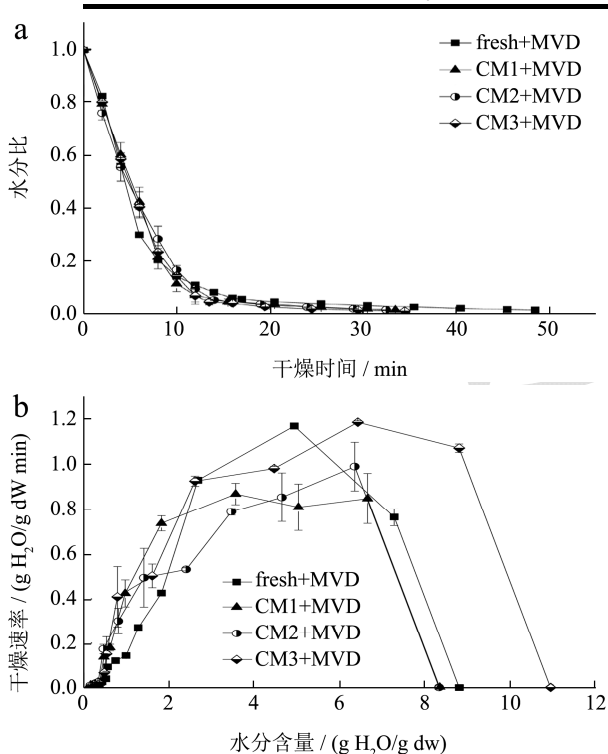 a
1.0
0.8
0.6
0.4
0.2
0.0
水分比
fresh+MVD
CM1+MVD
CM2+MVD
CM3+MVD
0 10 20 30 40 50
干燥时间 / min
b
1.2
1.0
0.8
0.6
0.4
0.2
0.0
干燥速率 / (g H₂O/g dW min)
fresh+MVD
CM1+MVD
CM2+MVD
CM3+MVD
0 2 4 6 8 10 12
水分含量 / (g H₂O/g dw)